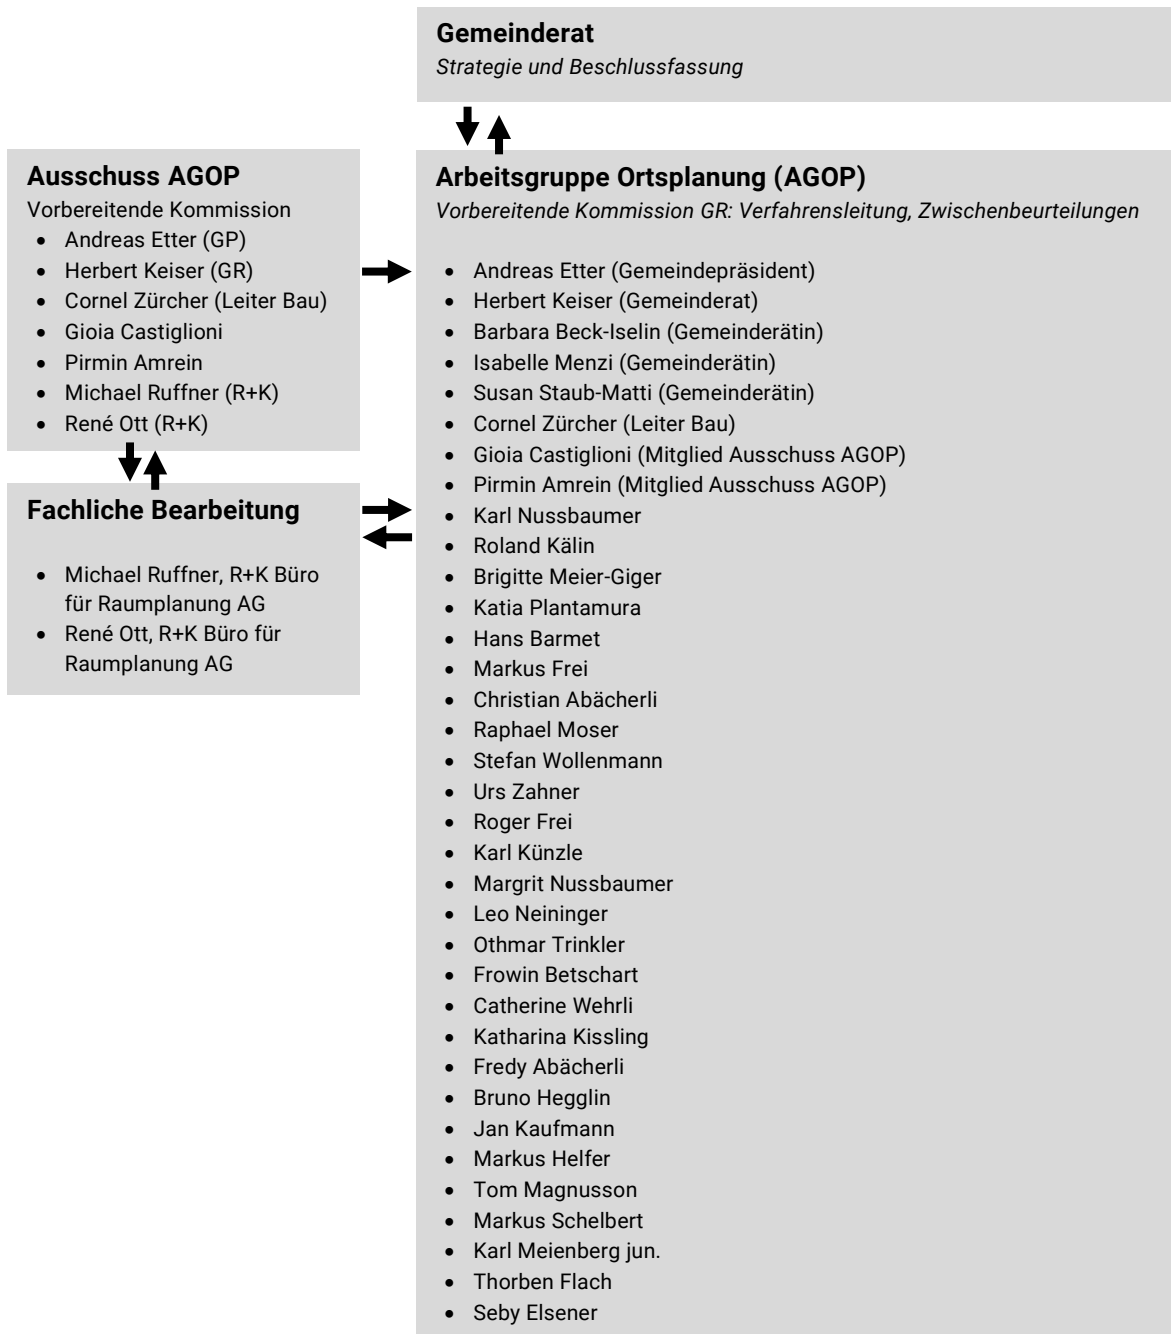 Gemeinderat
Strategie und Beschlussfassung
Ausschuss AGOP
Vorbereitende Kommission
• Andreas Etter (GP)
• Herbert Keiser (GR)
• Cornel Zürcher (Leiter Bau)
• Gioia Castiglioni
• Pirmin Amrein
• Michael Ruffner (R+K)
• René Ott (R+K)
Fachliche Bearbeitung
• Michael Ruffner, R+K Büro
für Raumplanung AG
• René Ott, R+K Büro für
Raumplanung AG
Arbeitsgruppe Ortsplanung (AGOP)
Vorbereitende Kommission GR: Verfahrensleitung, Zwischenbeurteilungen
• Andreas Etter (Gemeindepräsident)
• Herbert Keiser (Gemeinderat)
• Barbara Beck-Iselin (Gemeinderätin)
• Isabelle Menzi (Gemeinderätin)
• Susan Staub-Matti (Gemeinderätin)
• Cornel Zürcher (Leiter Bau)
• Gioia Castiglioni (Mitglied Ausschuss AGOP)
• Pirmin Amrein (Mitglied Ausschuss AGOP)
• Karl Nussbaumer
• Roland Kälin
• Brigitte Meier-Giger
• Katia Plantamura
• Hans Barmet
• Markus Frei
• Christian Abächerli
• Raphael Moser
• Stefan Wollenmann
• Urs Zahner
• Roger Frei
• Karl Künzle
• Margrit Nussbaumer
• Leo Neininger
• Othmar Trinkler
• Frowin Betschart
• Catherine Wehrli
• Katharina Kissling
• Fredy Abächerli
• Bruno Hegglin
• Jan Kaufmann
• Markus Helfer
• Tom Magnusson
• Markus Schelbert
• Karl Meienberg jun.
• Thorben Flach
• Seby Elsener